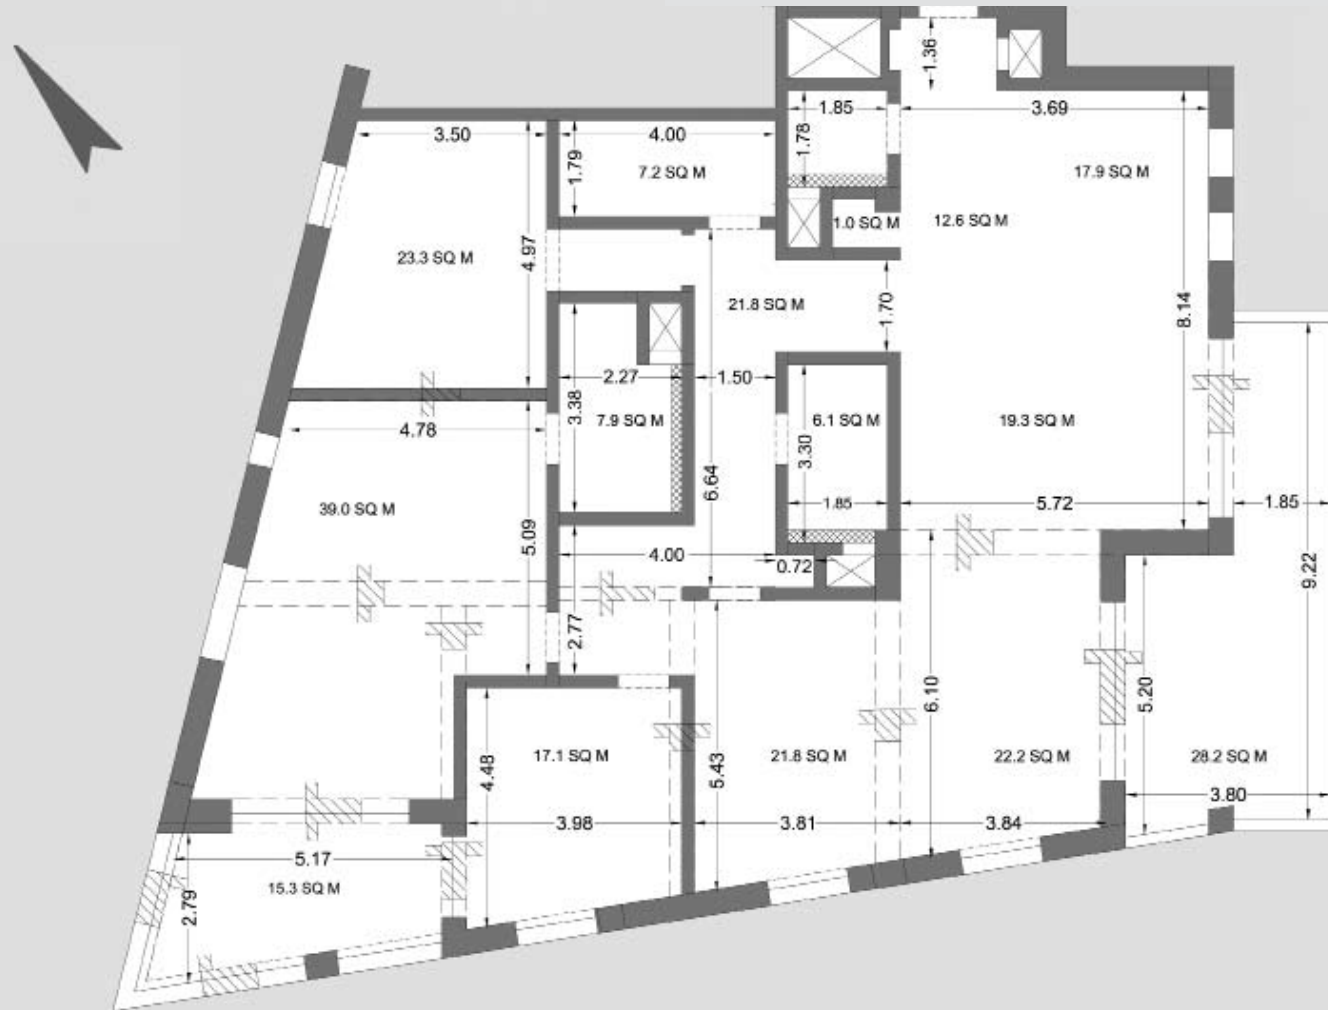 1.36
1.85
3.69
3.50
4.00
1.78
1.79
7.2 SQ M
17.9 SQ M
1.0 SQ M
12.6 SQ M
23.3 SQ M
4.97
21.8 SQ M
1.70
8.14
2.27
1.50
3.38
7.9 SQ M
6.1 SQ M
19.3 SQ M
4.78
3.30
6.64
1.85
5.72
1.85
39.0 SQ M
5.09
4.00
0.72
9.22
2.77
6.10
5.20
17.1 SQ M
21.8 SQ M
22.2 SQ M
28.2 SQ M
4.48
5.43
3.80
3.98
3.81
3.84
5.17
15.3 SQ M
2.79